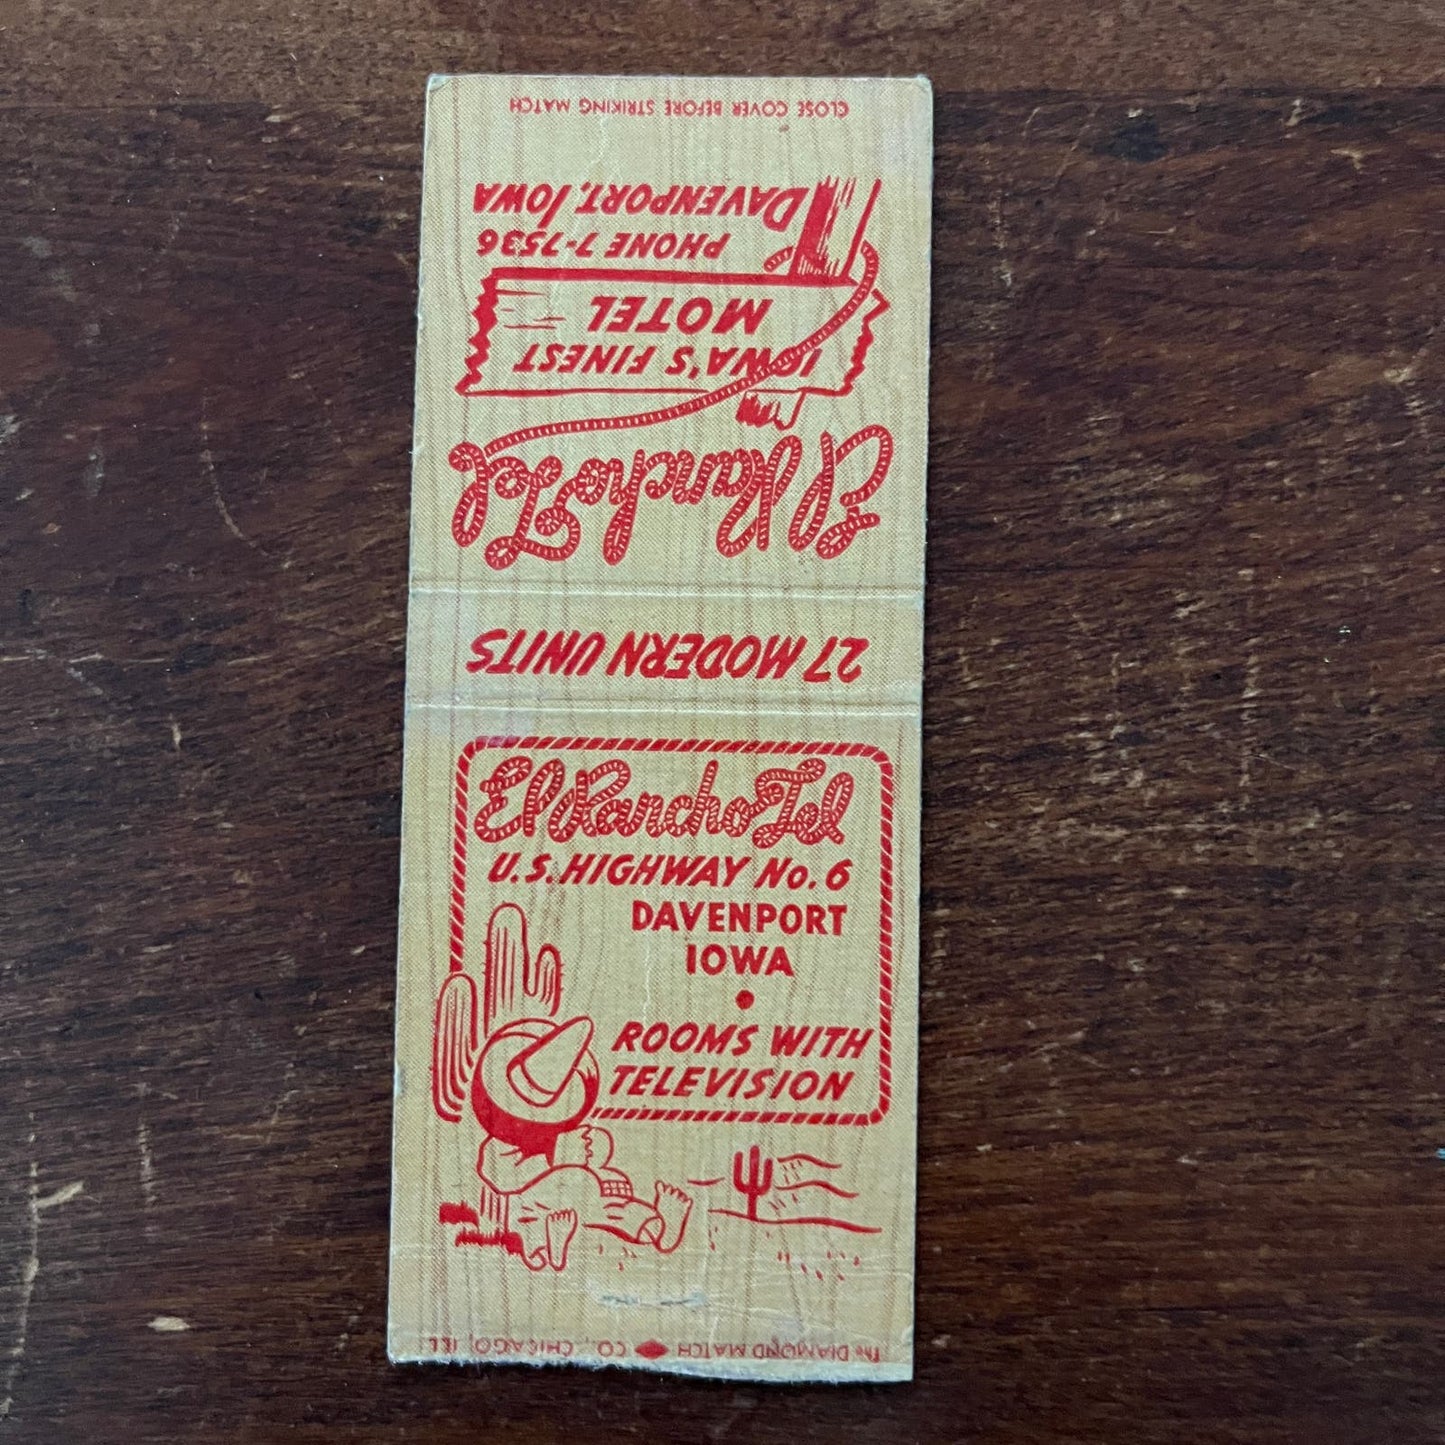 CLOSE COVER BEFORE STRIKING MATCH
El Rancho Tel
IOWA'S FINEST
MOTEL
PHONE 7-7536
DAVENPORT, IOWA
27 MODERN UNITS
El Rancho Tel
U.S. HIGHWAY No. 6
DAVENPORT
IOWA
ROOMS WITH
TELEVISION
The DIAMOND MATCH CO., CHICAGO, ILL